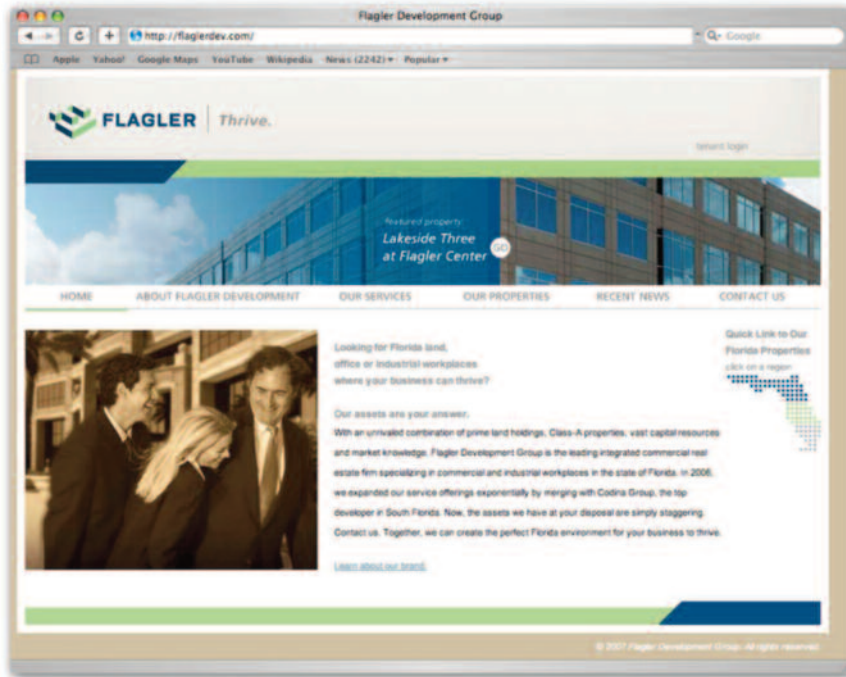 Flagler Development Group
http://flaglerdev.com/
Google
Apple Yahoo! Google Maps YouTube Wikipedia News (2242) Popular
FLAGLER Thrive.
tenant login
featured property:
Lakeside Three
at Flagler Center
GO
HOME ABOUT FLAGLER DEVELOPMENT OUR SERVICES OUR PROPERTIES RECENT NEWS CONTACT US
Looking for Florida land,
office or industrial workplaces
where your business can thrive?
Our assets are your answer.
With an unrivaled combination of prime land holdings, Class-A properties, vast capital resources
and market knowledge, Flagler Development Group is the leading integrated commercial real
estate firm specializing in commercial and industrial workplaces in the state of Florida. In 2006,
we expanded our service offerings exponentially by merging with Codina Group, the top
developer in South Florida. Now, the assets we have at your disposal are simply staggering.
Contact us. Together, we can create the perfect Florida environment for your business to thrive.
Learn about our brand.
Quick Link to Our
Florida Properties
click on a region
© 2007 Flagler Development Group. All rights reserved.